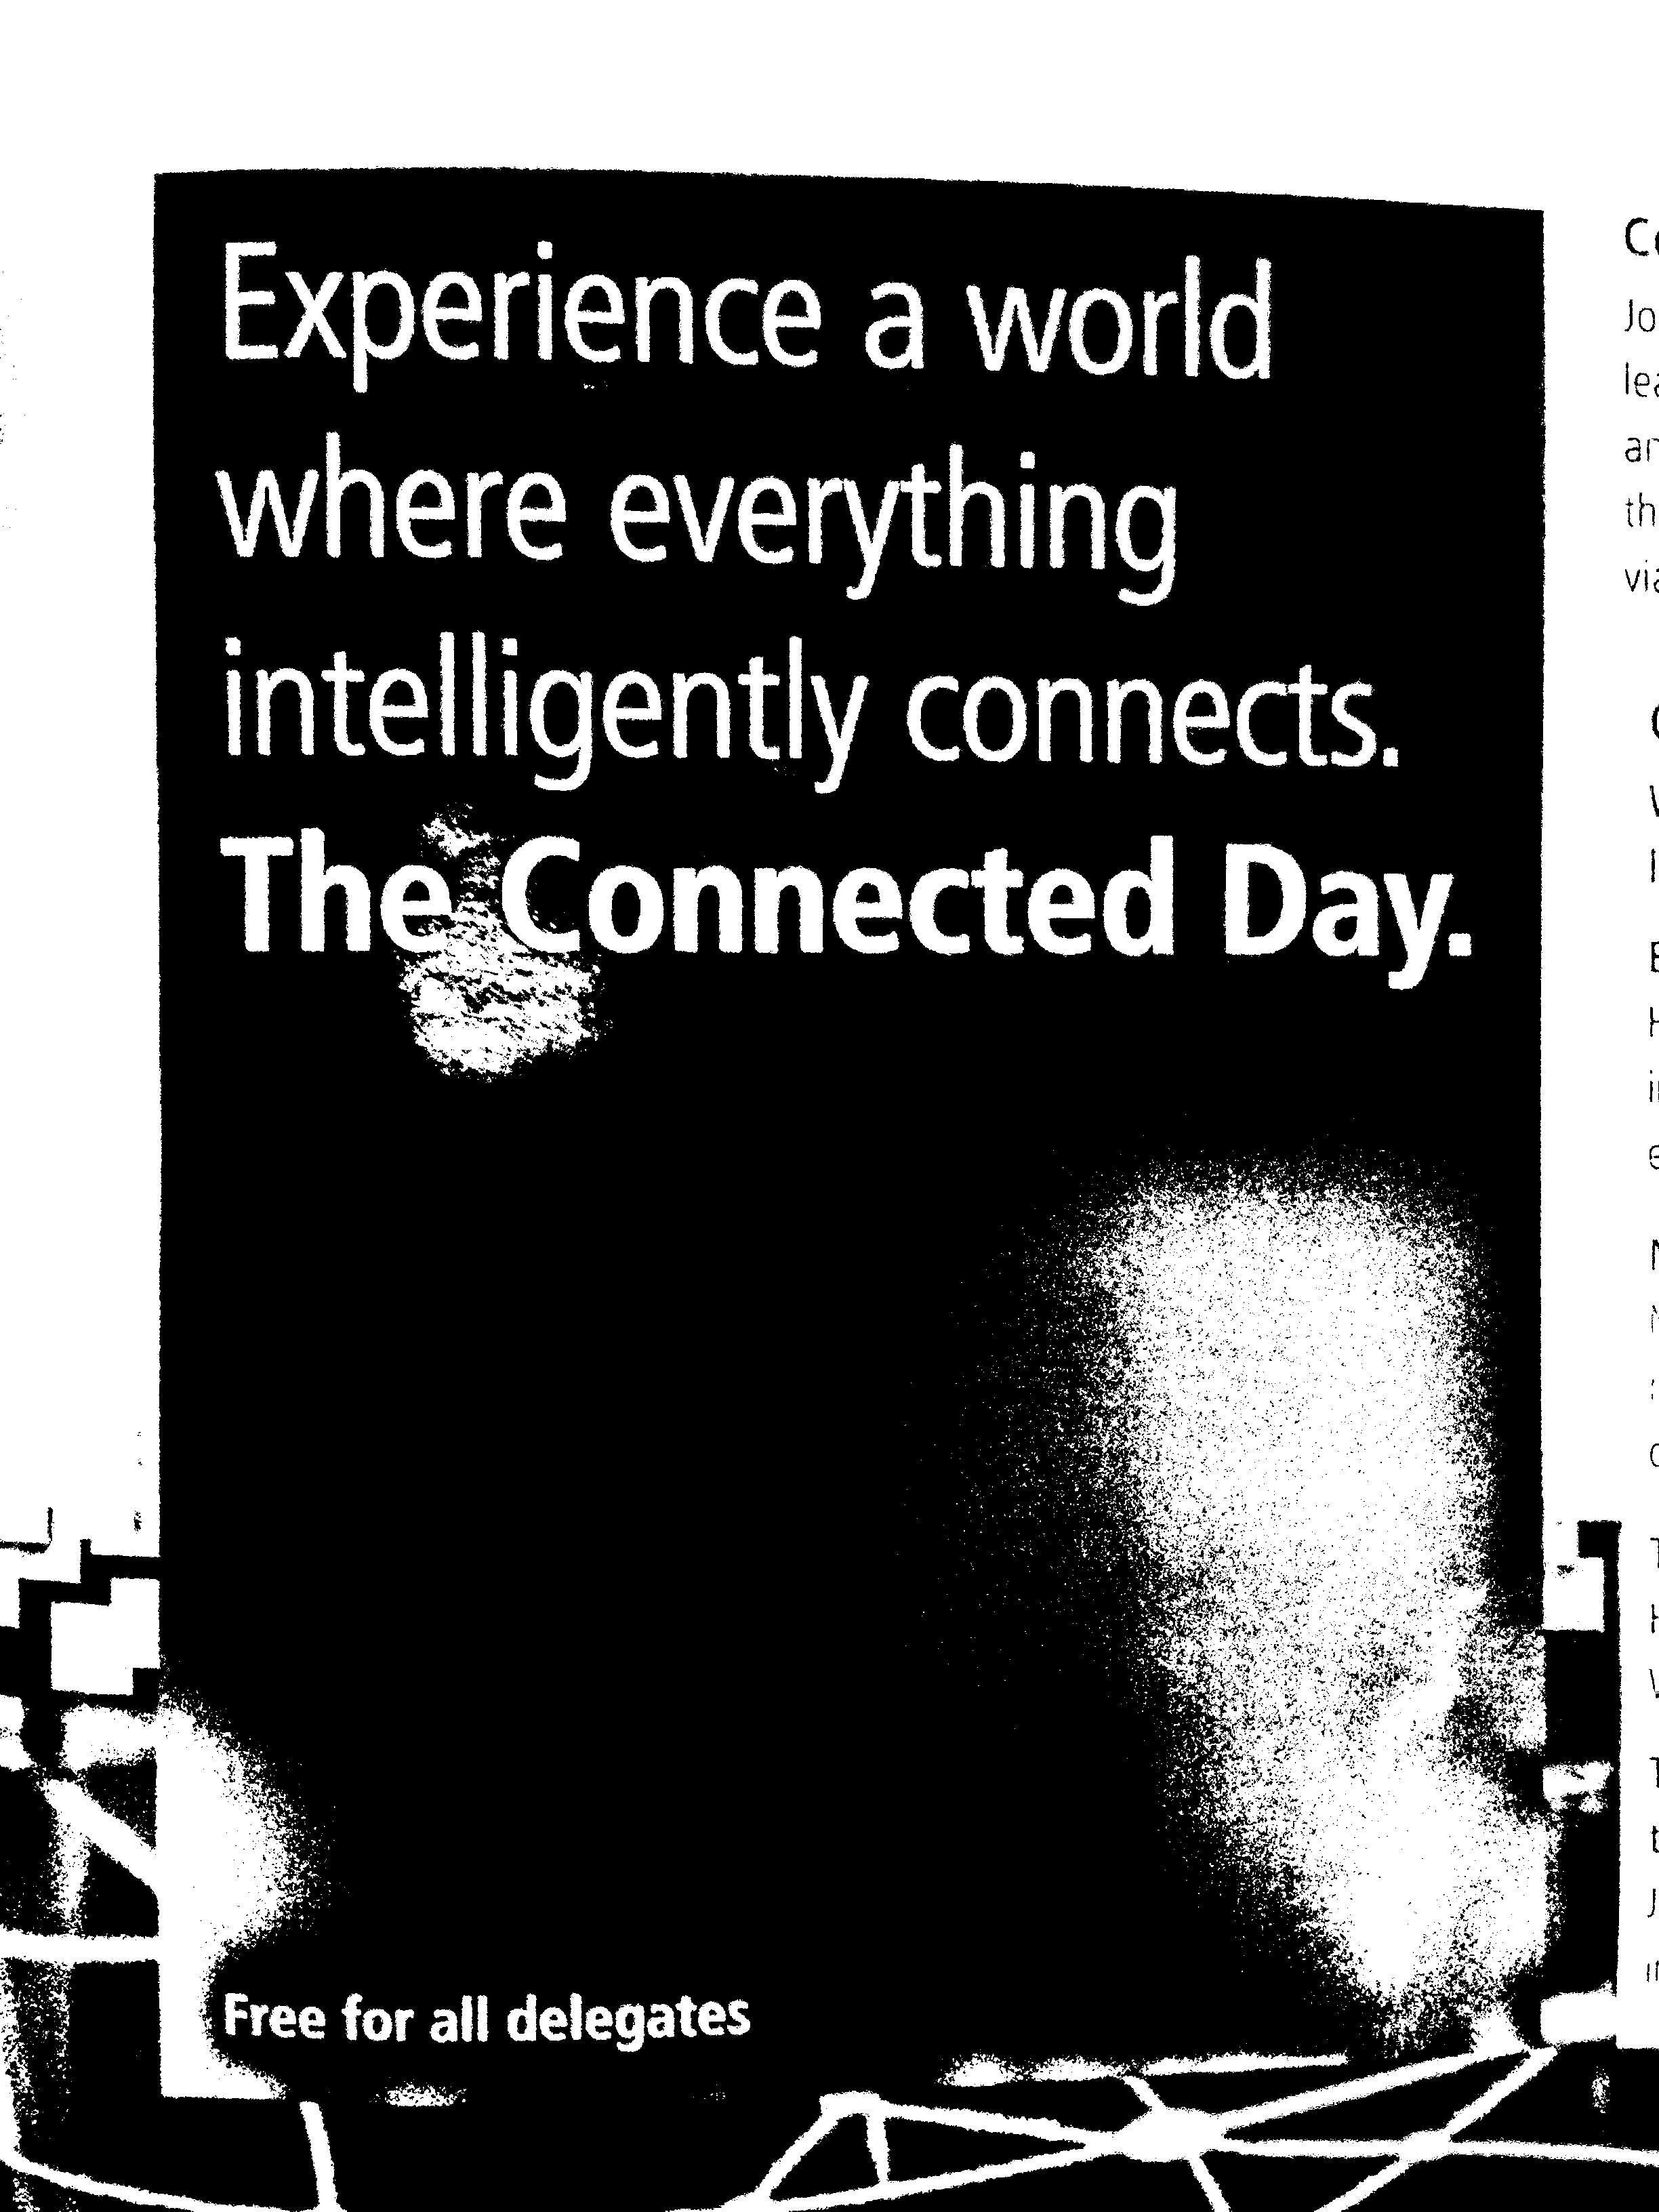 Experience a world
where everything
intelligently connects.
The Connected Day.
Free for all delegates